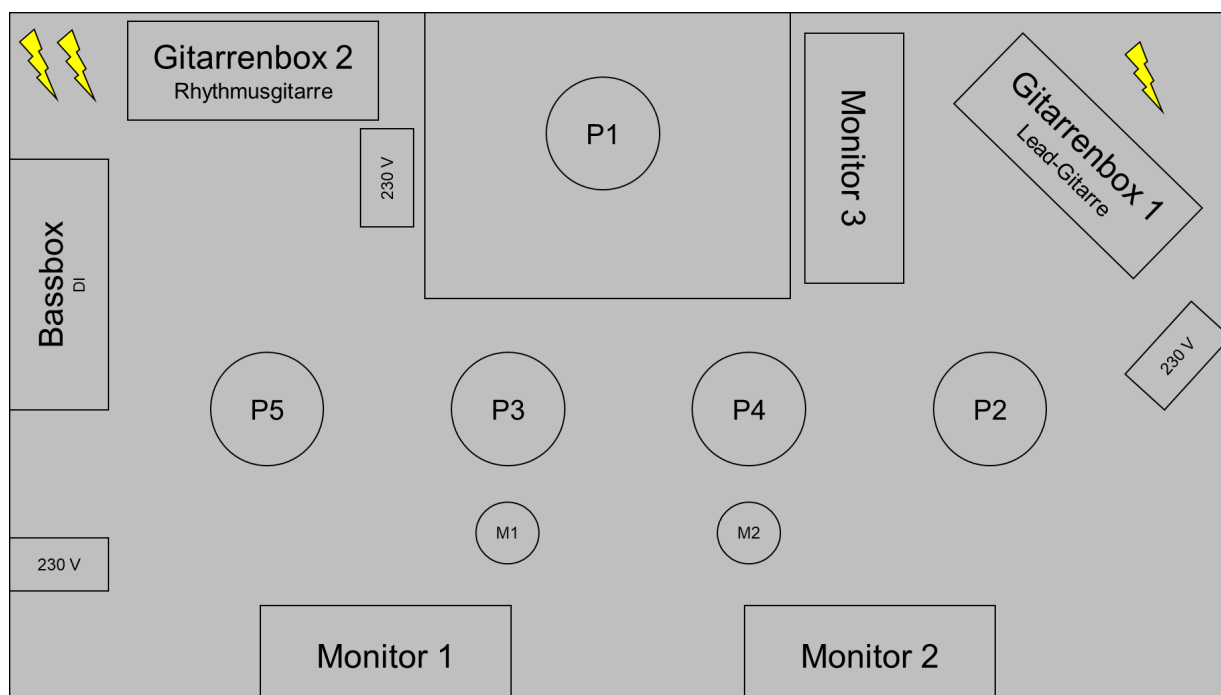 Gitarrenbox 2
Rhythmusgitarre
P1
Monitor 3
Gitarrenbox 1
Lead-Gitarre
230 V
Bassbox
DI
230 V
P5
P3
P4
P2
M1
M2
230 V
Monitor 1
Monitor 2